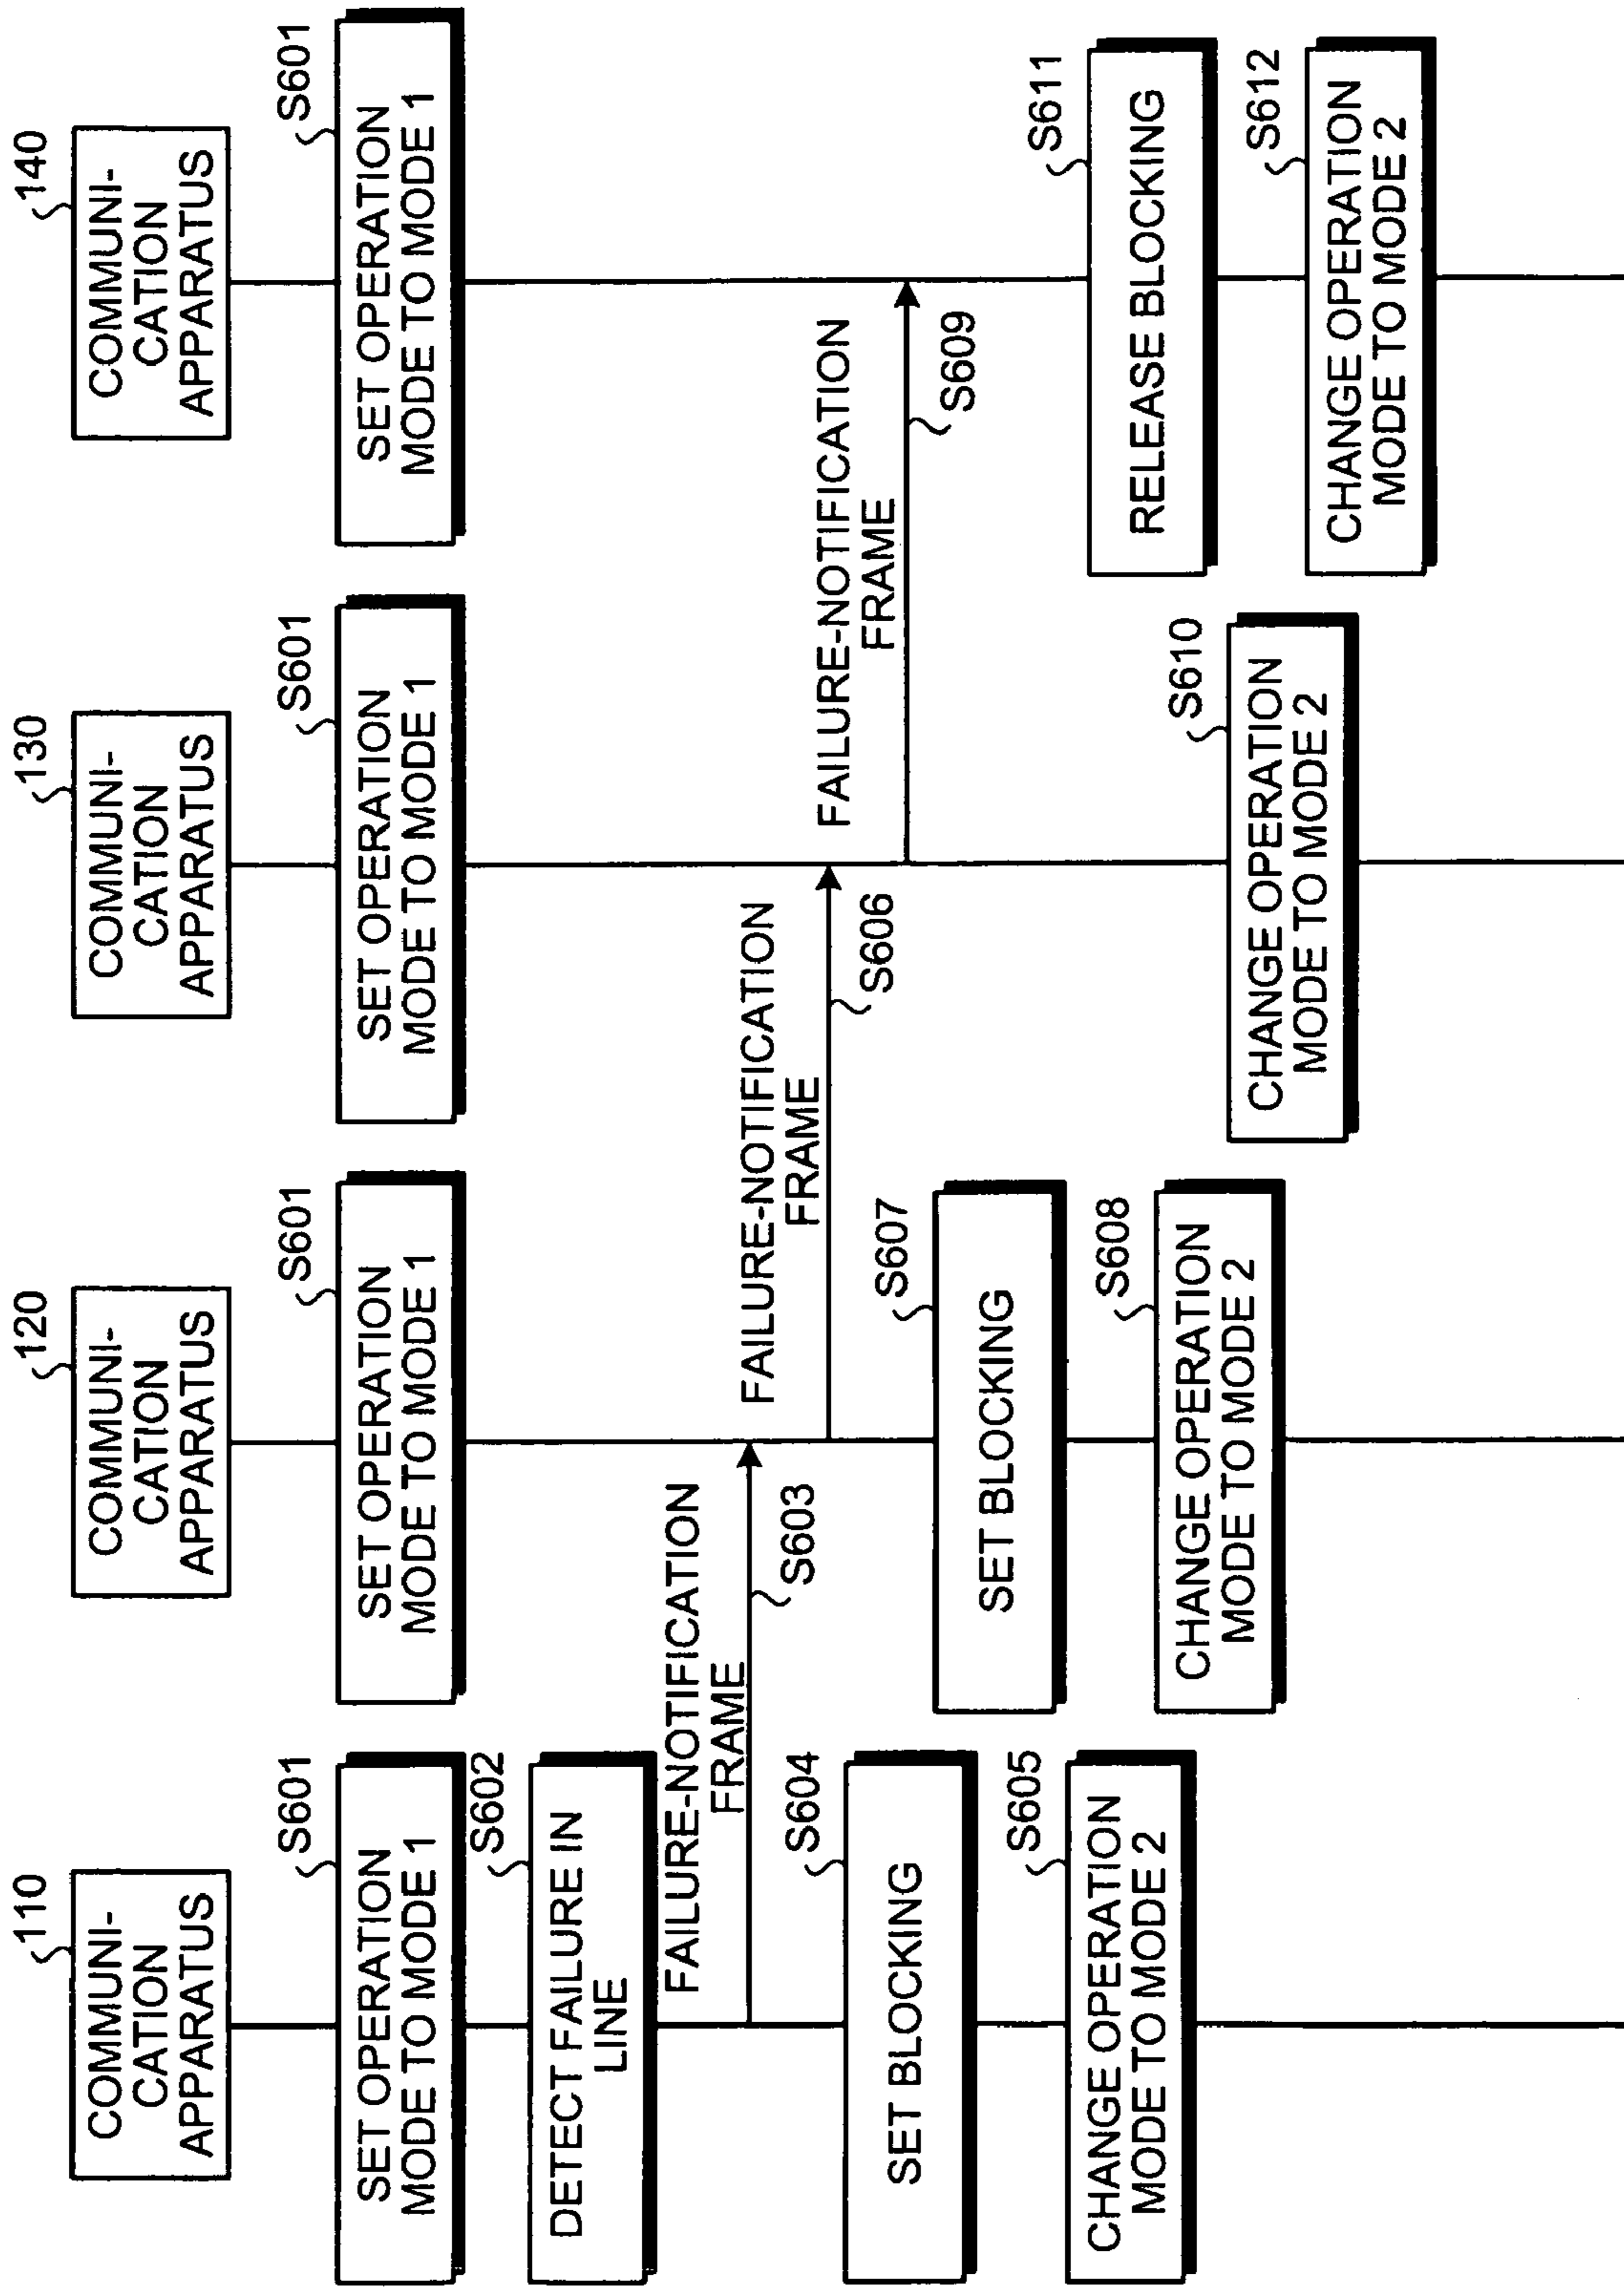 110
COMMUNI-
CATION
APPARATUS
120
COMMUNI-
CATION
APPARATUS
130
COMMUNI-
CATION
APPARATUS
140
COMMUNI-
CATION
APPARATUS
S601
SET OPERATION
MODE TO MODE 1
S601
SET OPERATION
MODE TO MODE 1
S601
SET OPERATION
MODE TO MODE 1
S601
SET OPERATION
MODE TO MODE 1
S602
DETECT FAILURE IN
LINE
FAILURE-NOTIFICATION
FRAME
S603
FAILURE-NOTIFICATION
FRAME
S606
FAILURE-NOTIFICATION
FRAME
S609
S604
SET BLOCKING
S607
SET BLOCKING
S611
RELEASE BLOCKING
S605
CHANGE OPERATION
MODE TO MODE 2
S608
CHANGE OPERATION
MODE TO MODE 2
S610
CHANGE OPERATION
MODE TO MODE 2
S612
CHANGE OPERATION
MODE TO MODE 2